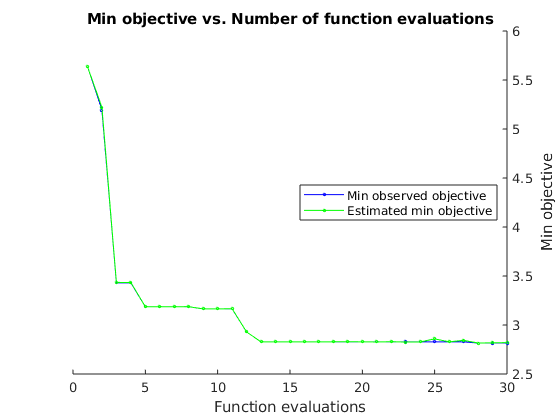 Min objective vs. Number of function evaluations
6
5.5
5
4.5
4
3.5
3
2.5
Min objective
Min observed objective
Estimated min objective
0 5 10 15 20 25 30
Function evaluations